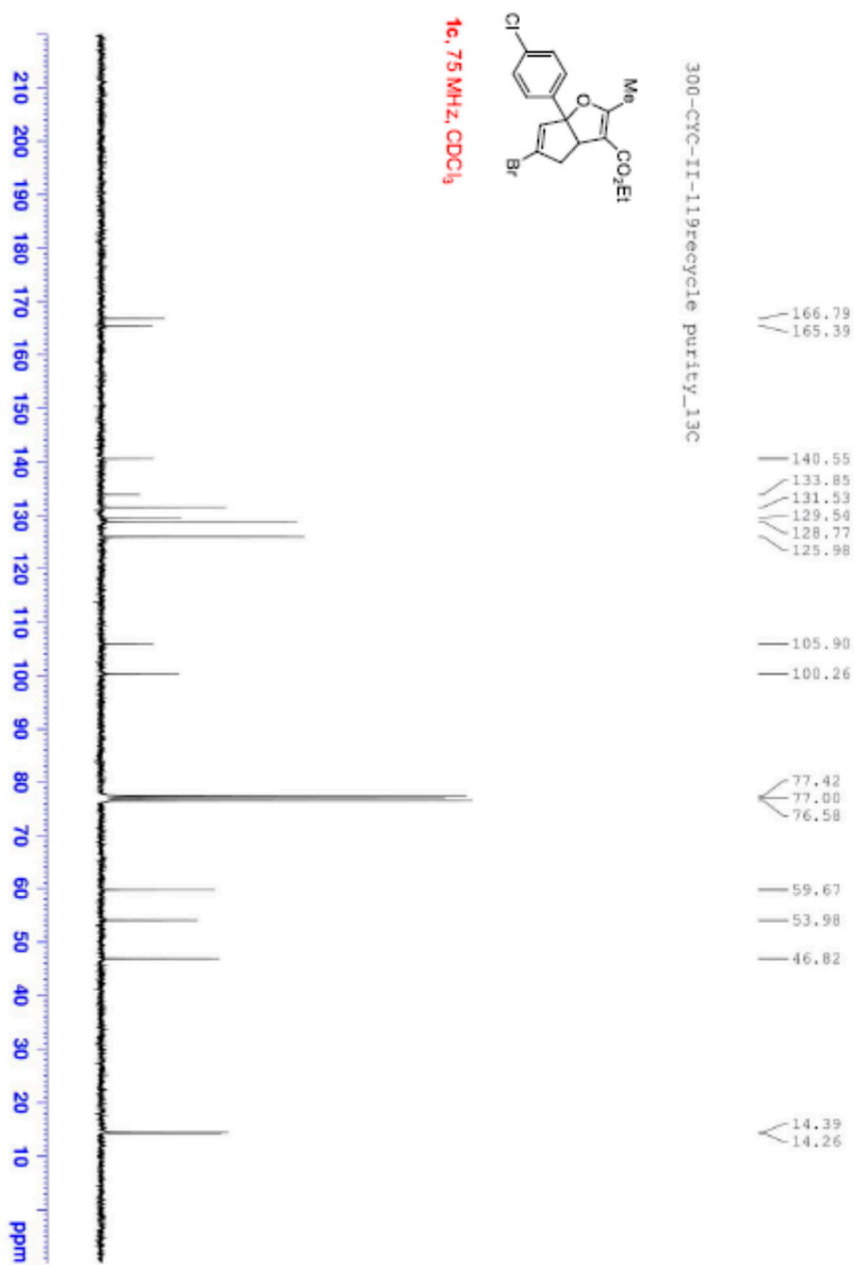 300-CYC-II-119recycle purity_13C
166.79
165.39
140.55
133.85
131.53
129.54
128.77
125.98
105.90
100.26
77.42
77.00
76.58
59.67
53.98
46.82
14.39
14.26
Me
CO2Et
O
Cl
Br
1c, 75 MHz, CDCl3
210 200 190 180 170 160 150 140 130 120 110 100 90 80 70 60 50 40 30 20 10 ppm